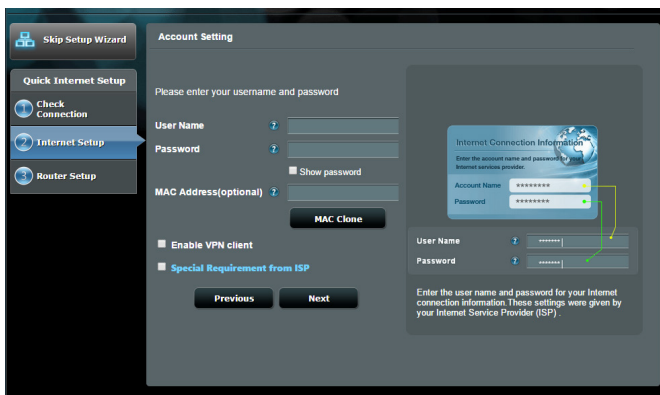 Skip Setup Wizard
Quick Internet Setup
1 Check
Connection
2 Internet Setup
3 Router Setup
Account Setting
Please enter your username and password
User Name ?
Password ?
Show password
MAC Address(optional) ?
MAC Clone
Enable VPN client
Special Requirement from ISP
Previous Next
Internet Connection Information
Enter the account name and password for your
Internet services provider.
Account Name ********
Password ********
User Name ? *******|
Password ? *******|
Enter the user name and password for your Internet
connection information.These settings were given by
your Internet Service Provider (ISP) .